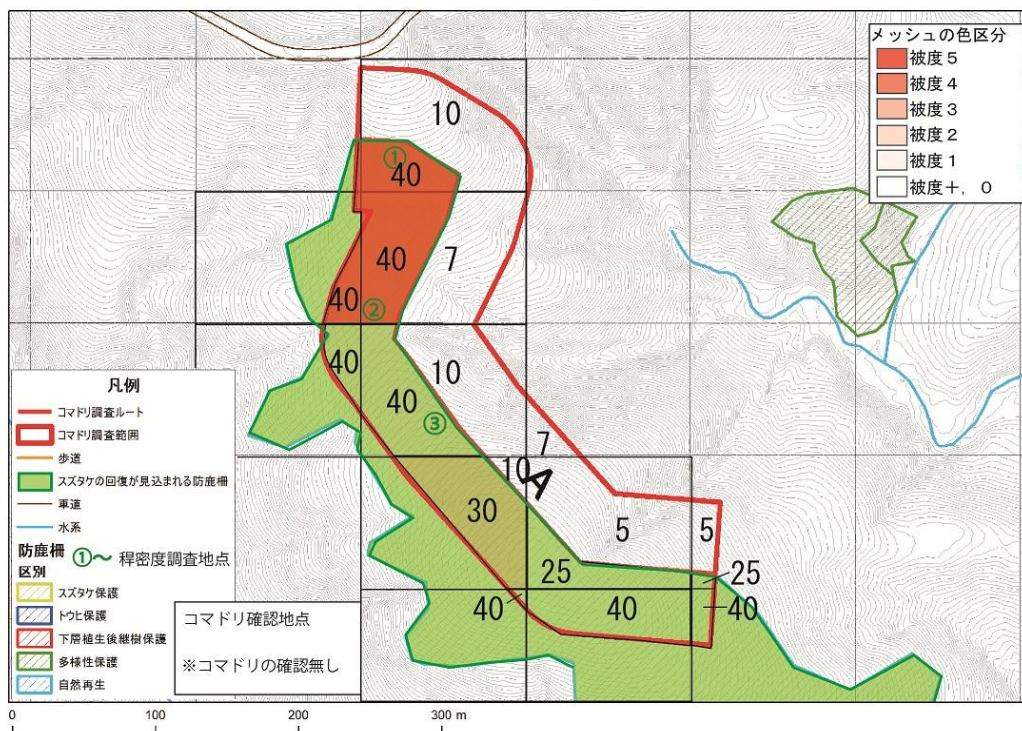 メッシュの色区分
被度5
被度4
被度3
被度2
被度1
被度+, 0
10
①
40
40
7
40
②
40
10
40
③
7
10
A
30
5
5
25
25
40
40
40
凡例
コマドリ調査ルート
コマドリ調査範囲
歩道
スズタケの回復が見込まれる防鹿柵
車道
水系
防鹿柵
区別
①~ 稈密度調査地点
スズタケ保護
トウヒ保護
下層植生後継樹保護
多様性保護
自然再生
コマドリ確認地点
※コマドリの確認無し
0 100 200 300 m